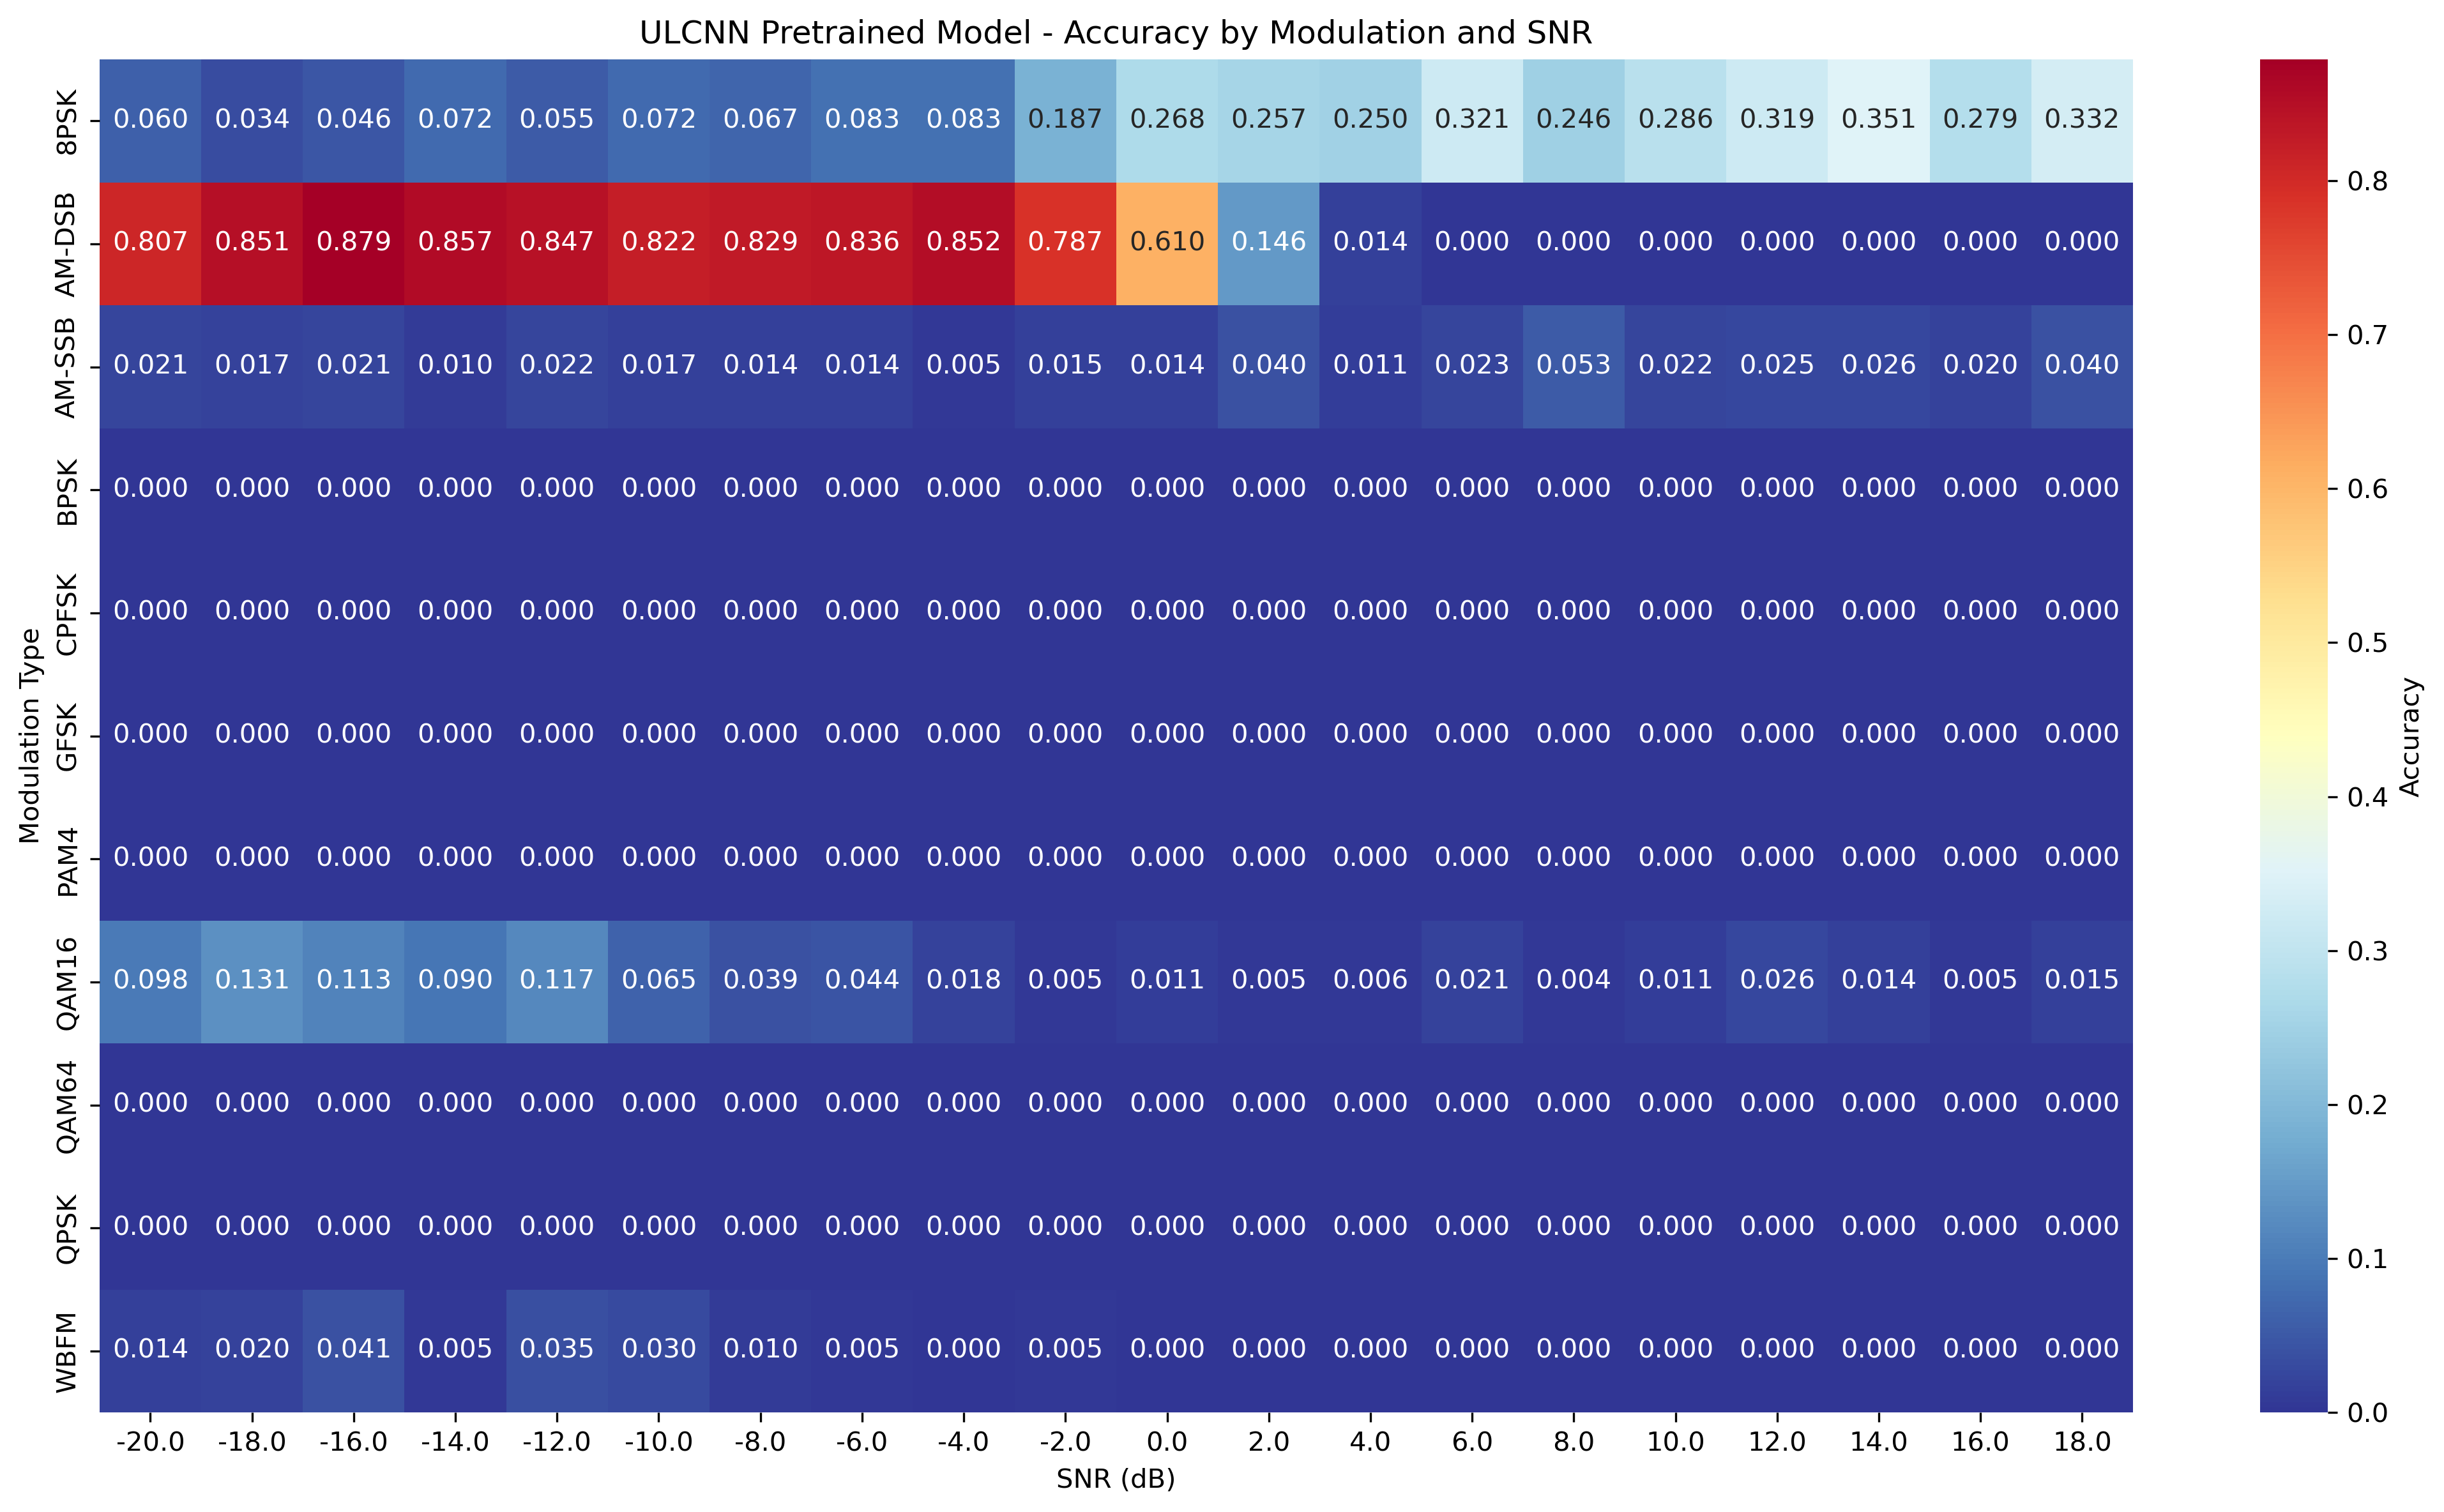 ULCNN Pretrained Model - Accuracy by Modulation and SNR
8PSK 0.060 0.034 0.046 0.072 0.055 0.072 0.067 0.083 0.083 0.187 0.268 0.257 0.250 0.321 0.246 0.286 0.319 0.351 0.279 0.332
AM-DSB 0.807 0.851 0.879 0.857 0.847 0.822 0.829 0.836 0.852 0.787 0.610 0.146 0.014 0.000 0.000 0.000 0.000 0.000 0.000 0.000
AM-SSB 0.021 0.017 0.021 0.010 0.022 0.017 0.014 0.014 0.005 0.015 0.014 0.040 0.011 0.023 0.053 0.022 0.025 0.026 0.020 0.040
BPSK 0.000 0.000 0.000 0.000 0.000 0.000 0.000 0.000 0.000 0.000 0.000 0.000 0.000 0.000 0.000 0.000 0.000 0.000 0.000 0.000
CPFSK 0.000 0.000 0.000 0.000 0.000 0.000 0.000 0.000 0.000 0.000 0.000 0.000 0.000 0.000 0.000 0.000 0.000 0.000 0.000 0.000
GFSK 0.000 0.000 0.000 0.000 0.000 0.000 0.000 0.000 0.000 0.000 0.000 0.000 0.000 0.000 0.000 0.000 0.000 0.000 0.000 0.000
PAM4 0.000 0.000 0.000 0.000 0.000 0.000 0.000 0.000 0.000 0.000 0.000 0.000 0.000 0.000 0.000 0.000 0.000 0.000 0.000 0.000
QAM16 0.098 0.131 0.113 0.090 0.117 0.065 0.039 0.044 0.018 0.005 0.011 0.005 0.006 0.021 0.004 0.011 0.026 0.014 0.005 0.015
QAM64 0.000 0.000 0.000 0.000 0.000 0.000 0.000 0.000 0.000 0.000 0.000 0.000 0.000 0.000 0.000 0.000 0.000 0.000 0.000 0.000
QPSK 0.000 0.000 0.000 0.000 0.000 0.000 0.000 0.000 0.000 0.000 0.000 0.000 0.000 0.000 0.000 0.000 0.000 0.000 0.000 0.000
WBFM 0.014 0.020 0.041 0.005 0.035 0.030 0.010 0.005 0.000 0.005 0.000 0.000 0.000 0.000 0.000 0.000 0.000 0.000 0.000 0.000
-20.0 -18.0 -16.0 -14.0 -12.0 -10.0 -8.0 -6.0 -4.0 -2.0 0.0 2.0 4.0 6.0 8.0 10.0 12.0 14.0 16.0 18.0
SNR (dB)
Modulation Type
0.8
0.7
0.6
0.5
0.4
0.3
0.2
0.1
0.0
Accuracy